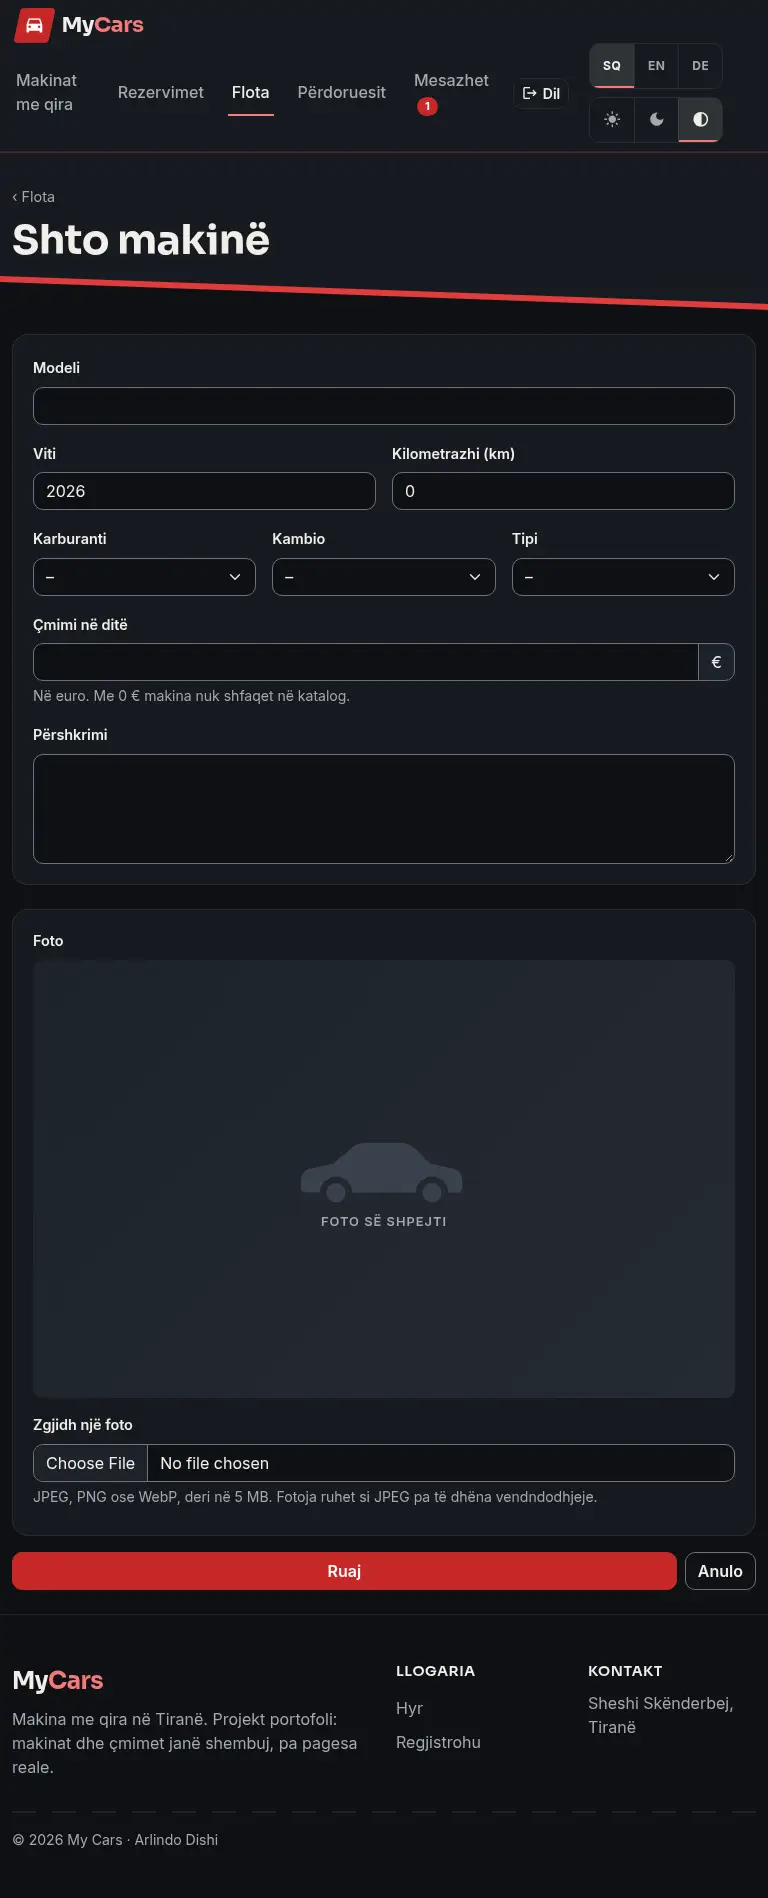 MyCars
Makinat
me qira
Rezervimet
Flota
Përdoruesit
Mesazhet
1
Dil
SQ
EN
DE
‹ Flota
Shto makinë
Modeli
Viti
Kilometrazhi (km)
2026
0
Karburanti
Kambio
Tipi
–
–
–
Çmimi në ditë
€
Në euro. Me 0 € makina nuk shfaqet në katalog.
Përshkrimi
Foto
FOTO SË SHPEJTI
Zgjidh një foto
Choose File
No file chosen
JPEG, PNG ose WebP, deri në 5 MB. Fotoja ruhet si JPEG pa të dhëna vendndodhjeje.
Ruaj
Anulo
MyCars
Makina me qira në Tiranë. Projekt portofoli:
makinat dhe çmimet janë shembuj, pa pagesa
reale.
LLOGARIA
Hyr
Regjistrohu
KONTAKT
Sheshi Skënderbej,
Tiranë
© 2026 My Cars · Arlindo Dishi